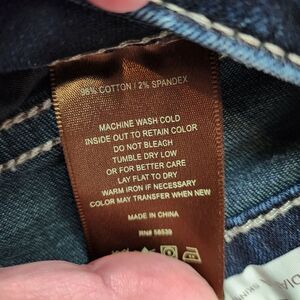 98% COTTON / 2% SPANDEX
MACHINE WASH COLD
INSIDE OUT TO RETAIN COLOR
DO NOT BLEACH
TUMBLE DRY LOW
OR FOR BETTER CARE
LAY FLAT TO DRY
WARM IRON IF NECESSARY
COLOR MAY TRANSFER WHEN NEW
MADE IN CHINA
RN# 58539